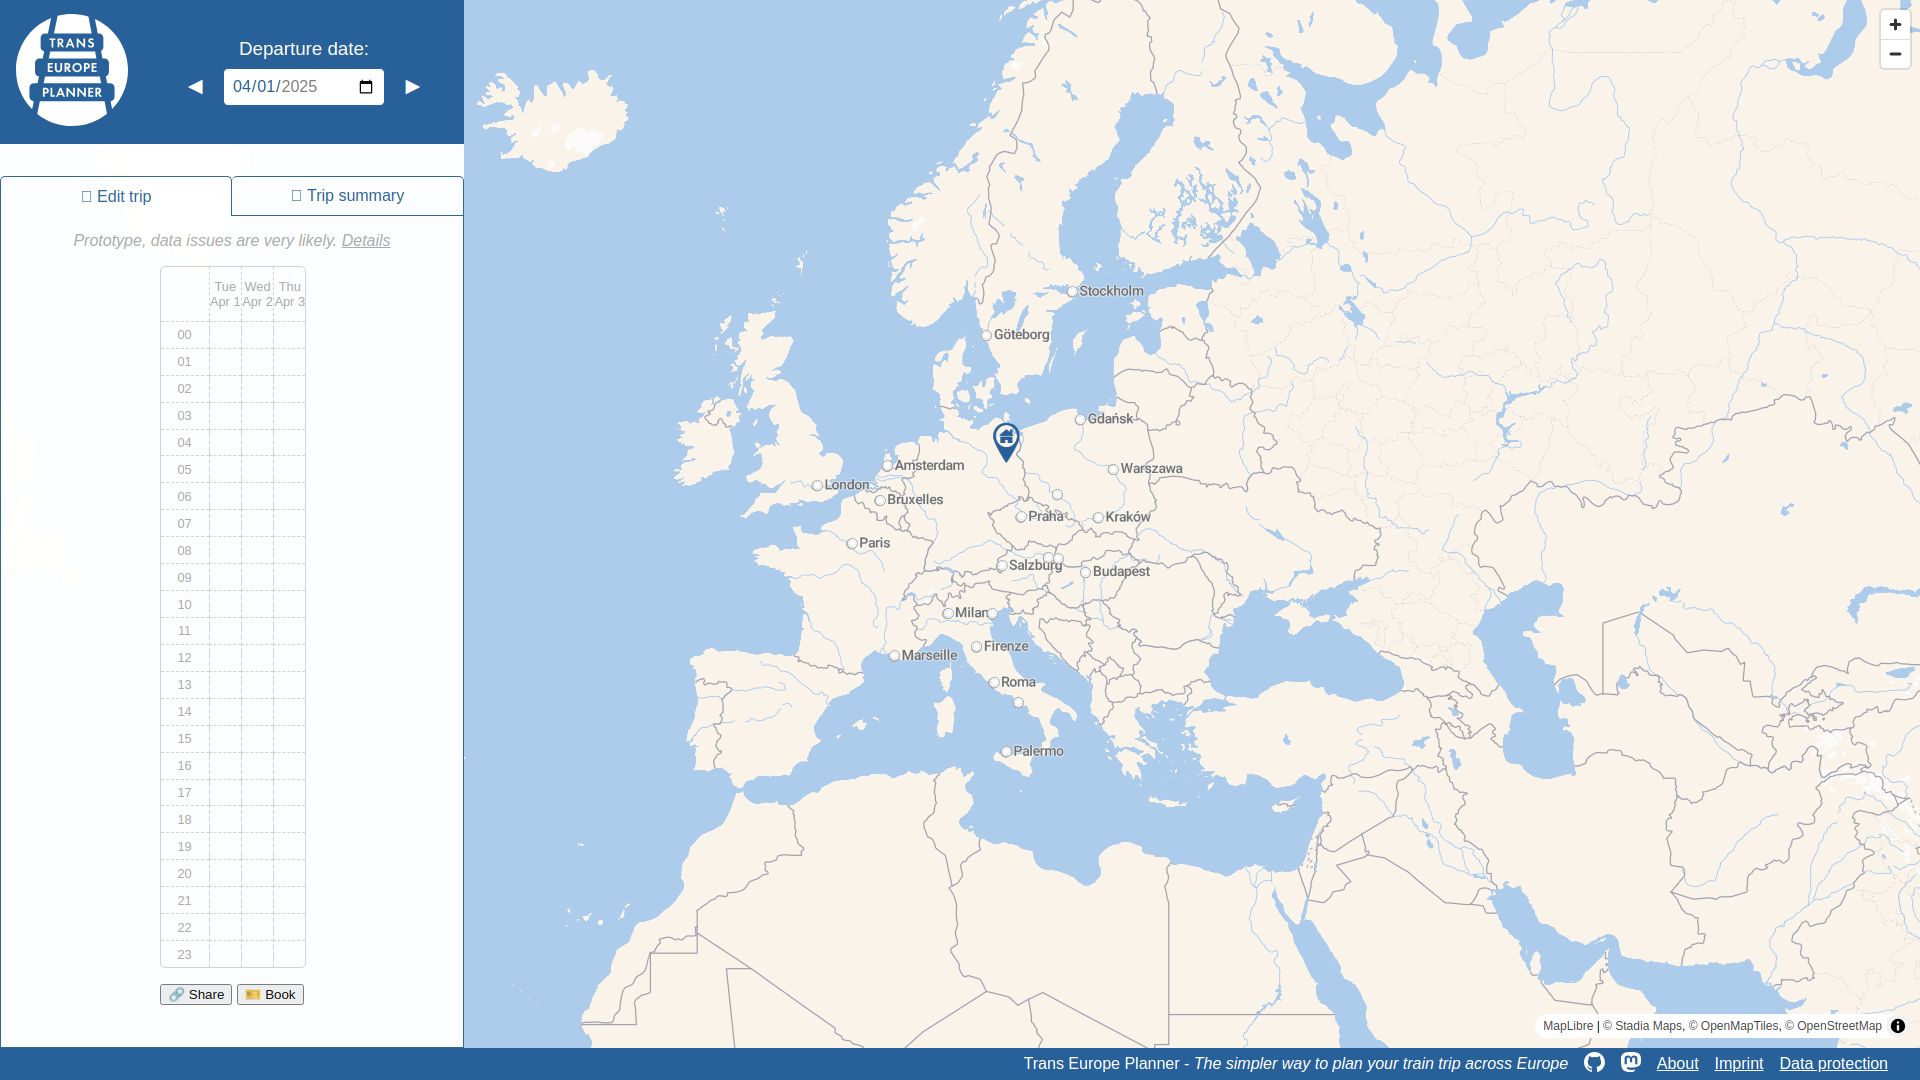 TRANS
EUROPE
PLANNER
Departure date:
◀ 04/01/2025 ▶
Edit trip
Trip summary
Prototype, data issues are very likely. Details
Tue Apr 1
Wed Apr 2
Thu Apr 3
00
01
02
03
04
05
06
07
08
09
10
11
12
13
14
15
16
17
18
19
20
21
22
23
🔗 Share
🎫 Book
Stockholm
Göteborg
Gdańsk
Amsterdam
Warszawa
London
Bruxelles
Praha
Kraków
Paris
Salzburg
Budapest
Milan
Firenze
Marseille
Roma
Palermo
MapLibre | © Stadia Maps, © OpenMapTiles, © OpenStreetMap
Trans Europe Planner - The simpler way to plan your train trip across Europe
About
Imprint
Data protection